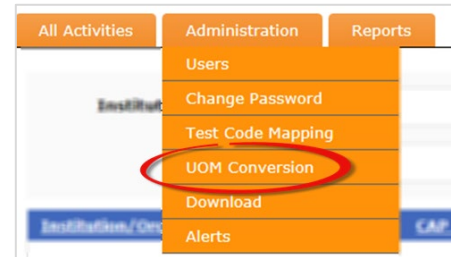 All Activities Administration Reports
Users
Change Password
Test Code Mapping
UOM Conversion
Download
Alerts